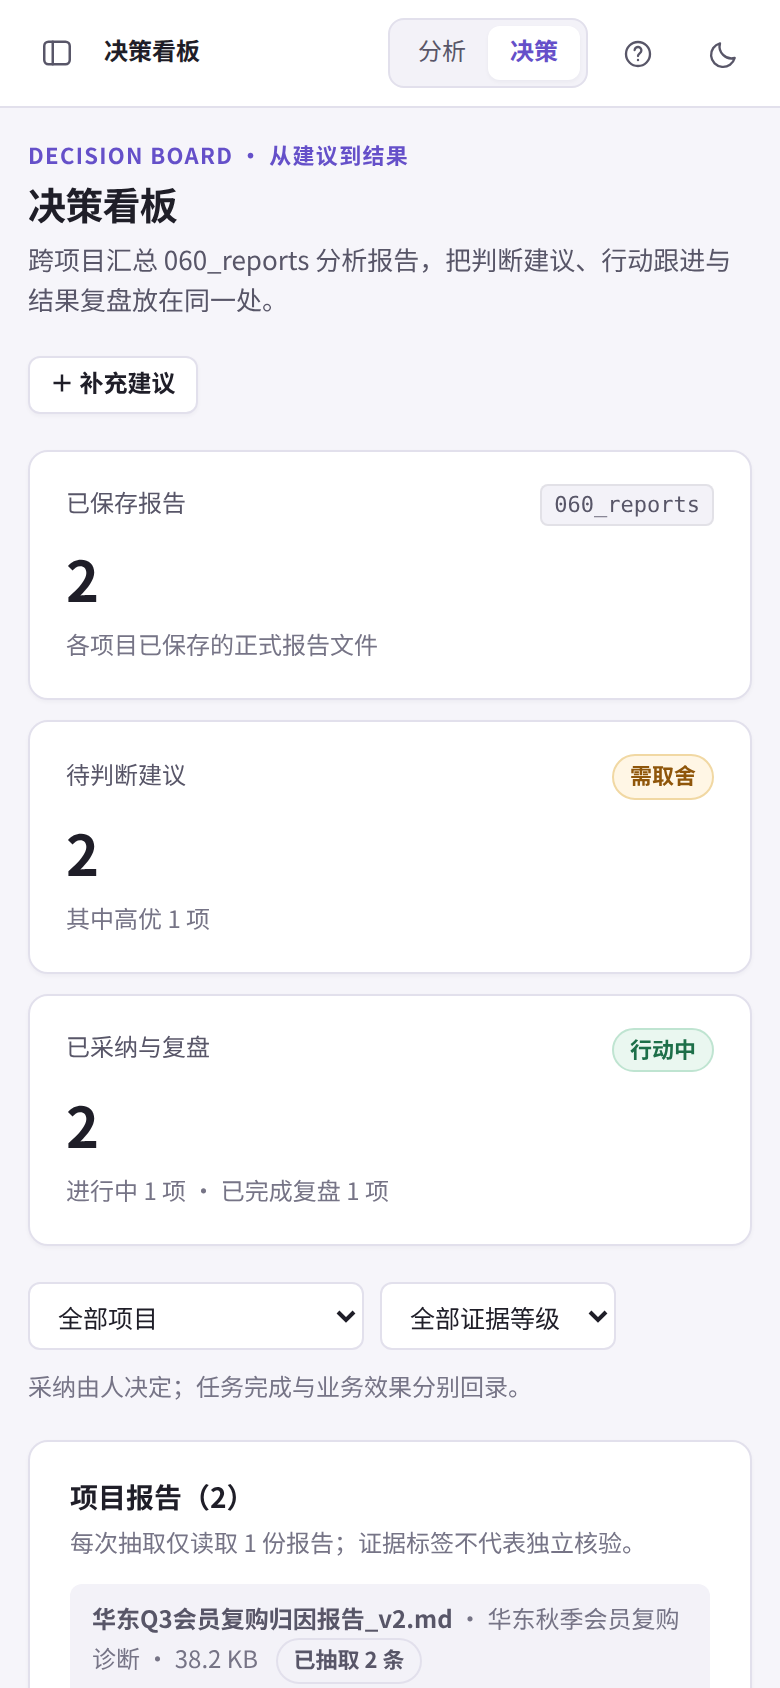 决策看板
分析
决策
DECISION BOARD · 从建议到结果
决策看板
跨项目汇总 060_reports 分析报告，把判断建议、行动跟进与
结果复盘放在同一处。
+ 补充建议
已保存报告
060_reports
2
各项目已保存的正式报告文件
待判断建议
需取舍
2
其中高优 1 项
已采纳与复盘
行动中
2
进行中 1 项 · 已完成复盘 1 项
全部项目
全部证据等级
采纳由人决定；任务完成与业务效果分别回录。
项目报告（2）
每次抽取仅读取 1 份报告；证据标签不代表独立核验。
华东Q3会员复购归因报告_v2.md · 华东秋季会员复购
诊断 · 38.2 KB 已抽取 2 条